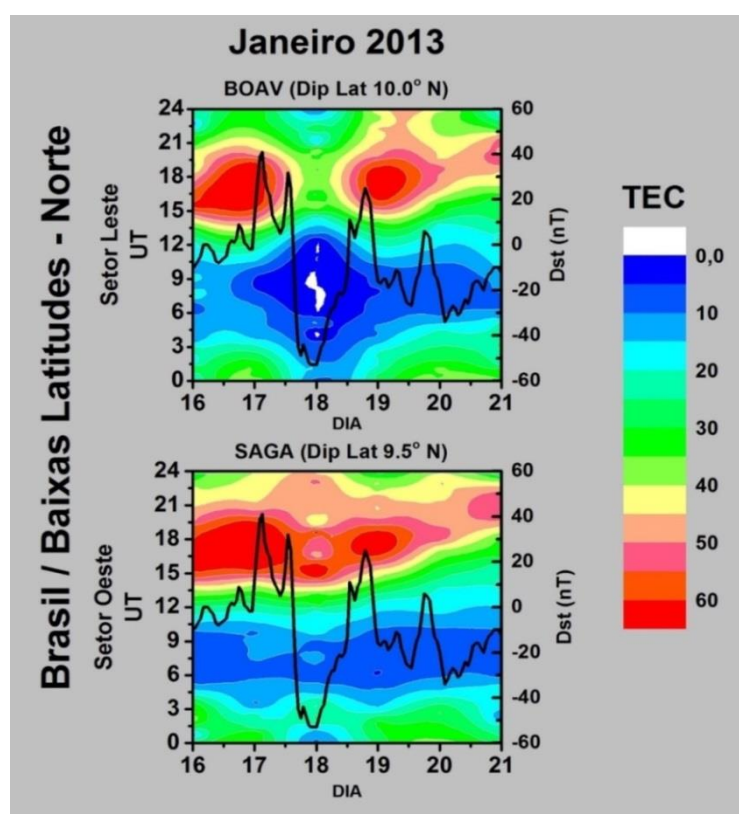 Janeiro 2013
Brasil / Baixas Latitudes - Norte
BOAV (Dip Lat 10.0° N)
Setor Leste
UT
24
21
18
15
12
9
6
3
0
60
40
20
0
-20
-40
-60
Dst (nT)
16 17 18 19 20 21
DIA
SAGA (Dip Lat 9.5° N)
Setor Oeste
UT
24
21
18
15
12
9
6
3
0
60
40
20
0
-20
-40
-60
Dst (nT)
16 17 18 19 20 21
DIA
TEC
0,0
10
20
30
40
50
60